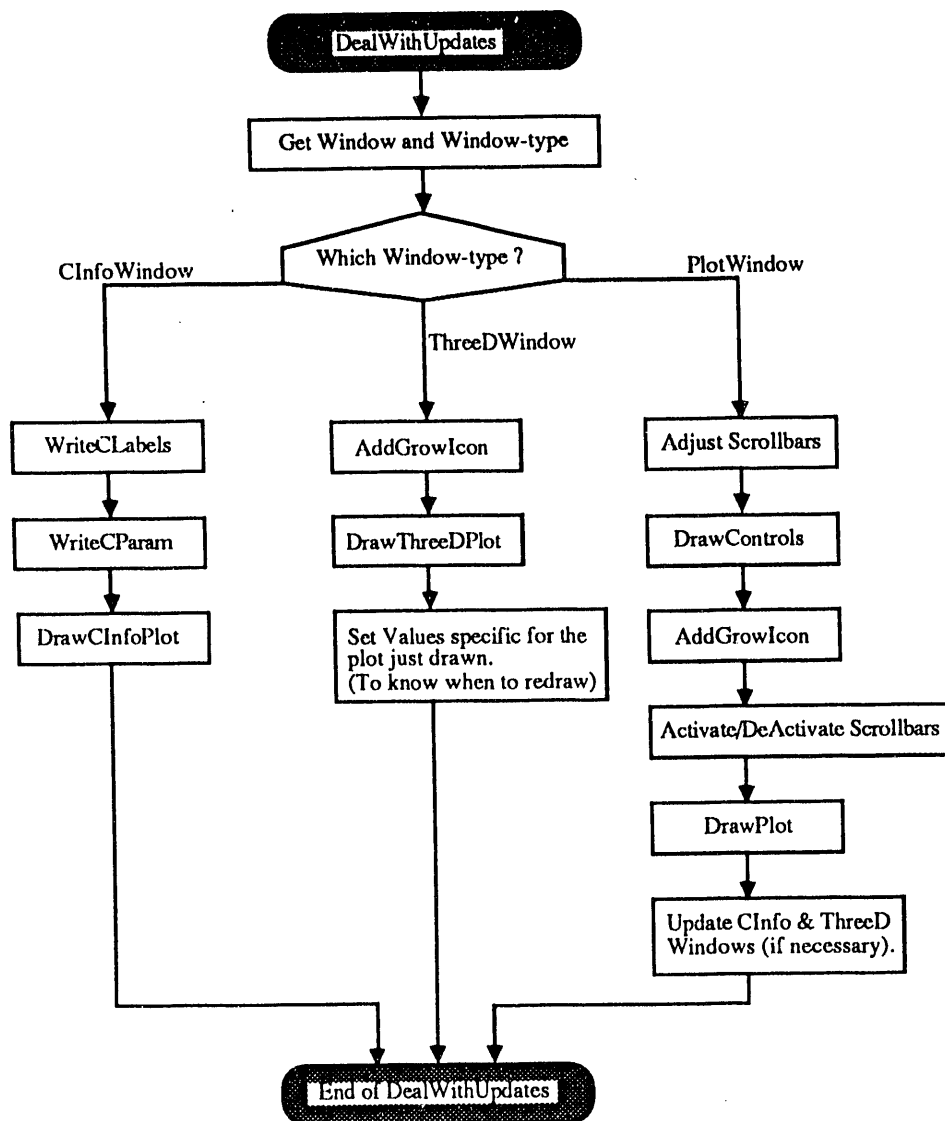 DealWithUpdates
Get Window and Window-type
Which Window-type ?
CInfoWindow
PlotWindow
ThreeDWindow
WriteCLabels
AddGrowIcon
Adjust Scrollbars
WriteCParam
DrawThreeDPlot
DrawControls
DrawCInfoPlot
Set Values specific for the
plot just drawn.
(To know when to redraw)
AddGrowIcon
Activate/DeActivate Scrollbars
DrawPlot
Update CInfo & ThreeD
Windows (if necessary).
End of DealWithUpdates